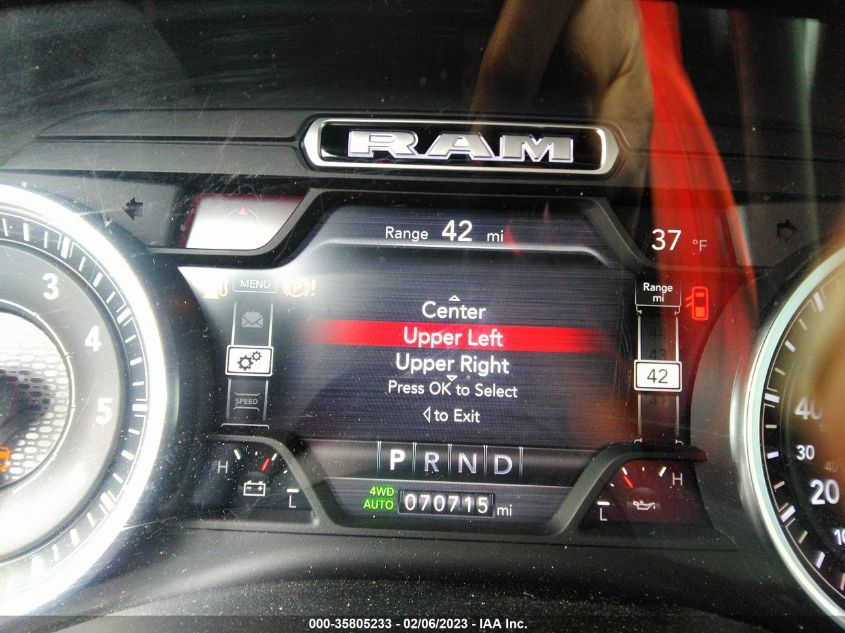 RAM
Range 42 mi
37 °F
MENU
Range
mi
Center
Upper Left
Upper Right
Press OK to Select
to Exit
SPEED
42
3
4
5
H
L
P R N D
4WD
AUTO
070715 mi
H
L
40
30
20
10
000-35805233 - 02/06/2023 - IAA Inc.